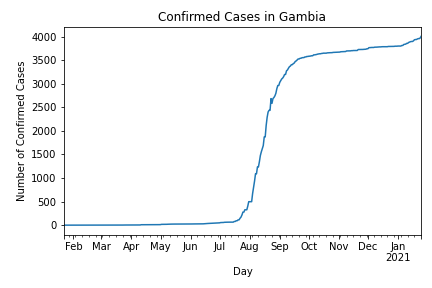 Confirmed Cases in Gambia
4000
3500
3000
2500
2000
1500
1000
500
0
Number of Confirmed Cases
Feb Mar Apr May Jun Jul Aug Sep Oct Nov Dec Jan
2021
Day